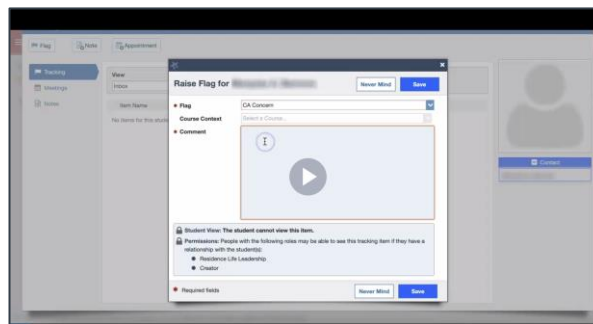 Flag
Note
Appointment
Tracking
Meetings
Notes
View
Inbox
Item Name
No items for this stude
Raise Flag for
Never Mind
Save
* Flag
CA Concern
Course Context
Select a Course...
* Comment
Student View: The student cannot view this item.
Permissions: People with the following roles may be able to see this tracking item if they have a
relationship with the student(s):
Residence Life Leadership
Creator
Required fields
Never Mind
Save
Contact